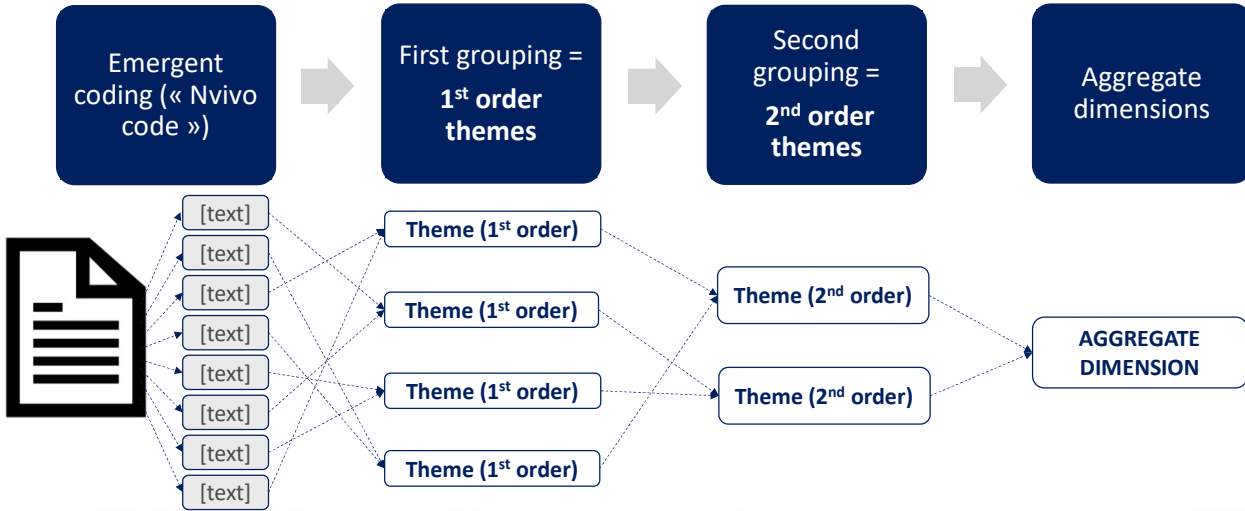 Emergent
coding (« Nvivo
code »)
First grouping =
1st order
themes
Second
grouping =
2nd order
themes
Aggregate
dimensions
[text]
[text]
[text]
[text]
[text]
[text]
[text]
[text]
Theme (1st order)
Theme (1st order)
Theme (1st order)
Theme (1st order)
Theme (2nd order)
Theme (2nd order)
AGGREGATE
DIMENSION